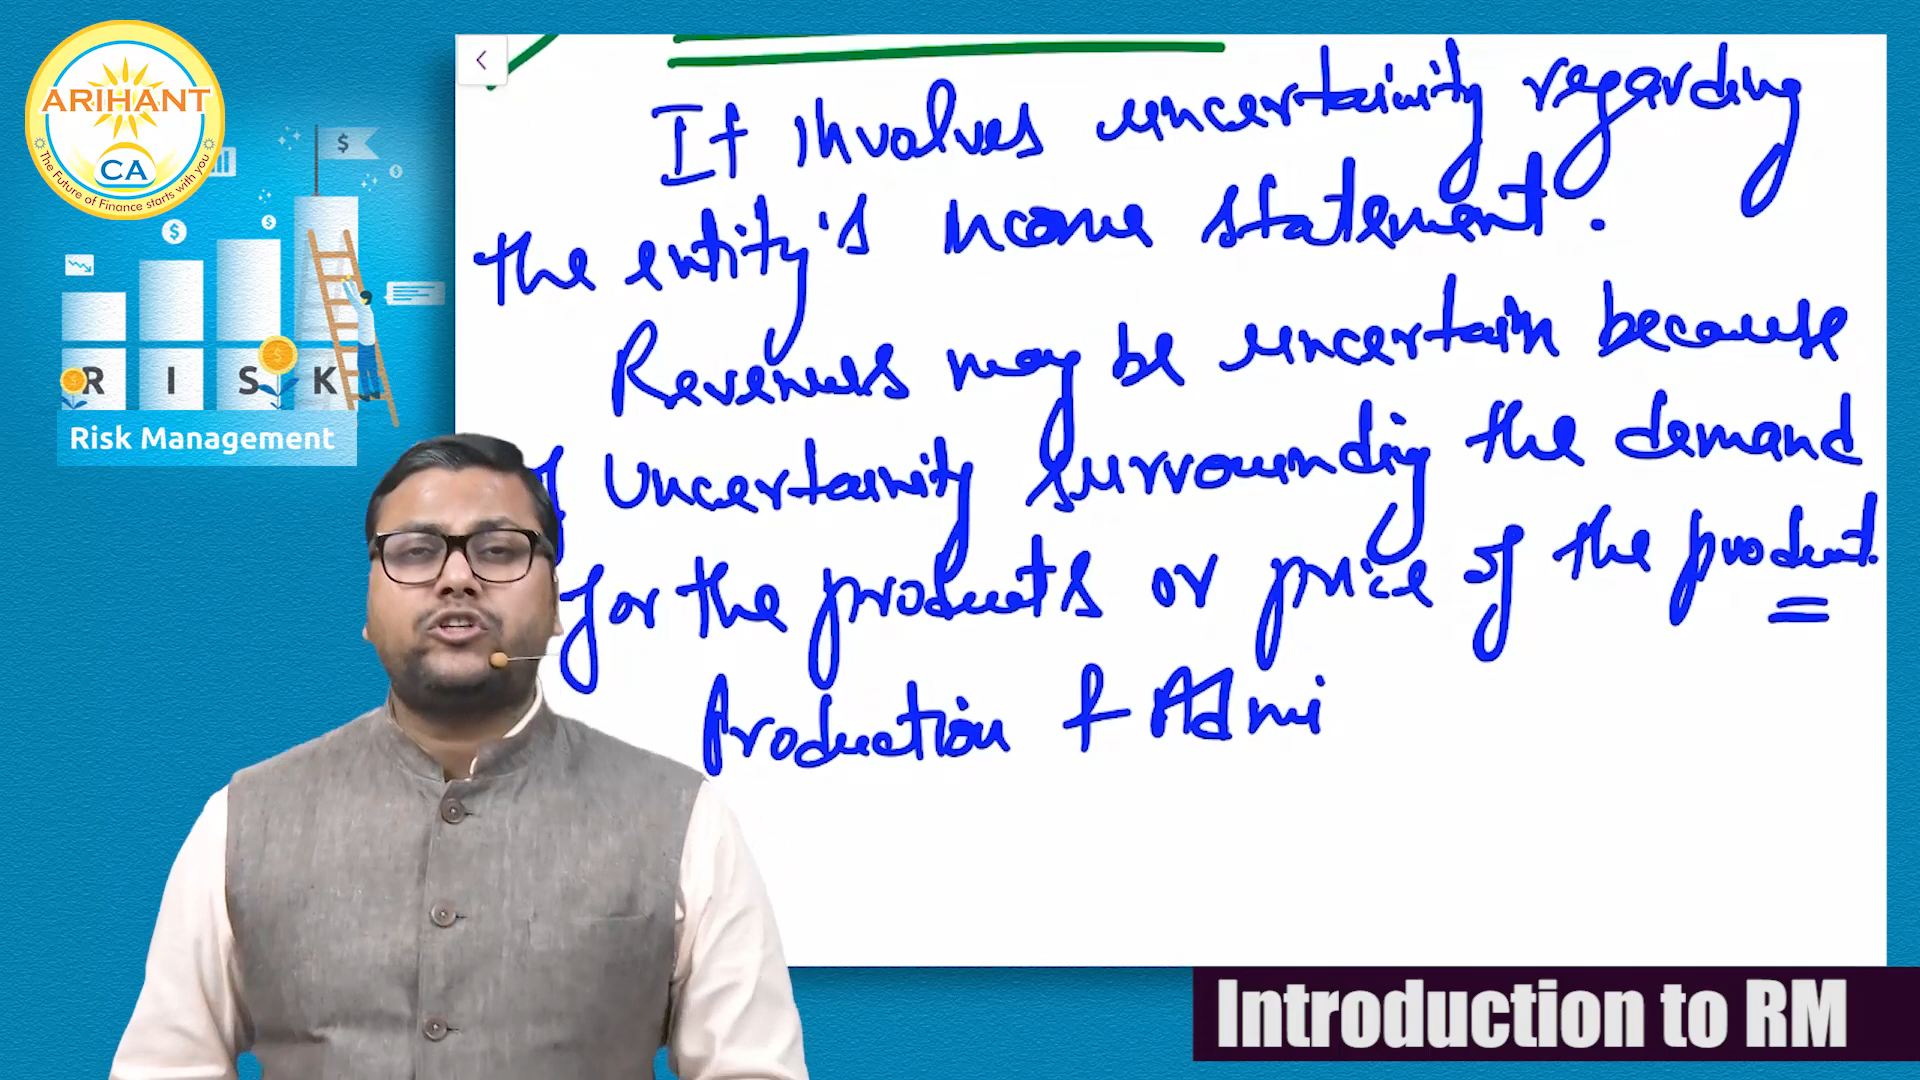 ARIHANT
CA
The Future of Finance starts with you
$
$
$
$
R I S K
Risk Management
It involves uncertainity regarding
the entity's income statement.
Revenues may be uncertain because
of Uncertainity surrounding the demand
for the products or price of the product.
Production & Admi
Introduction to RM